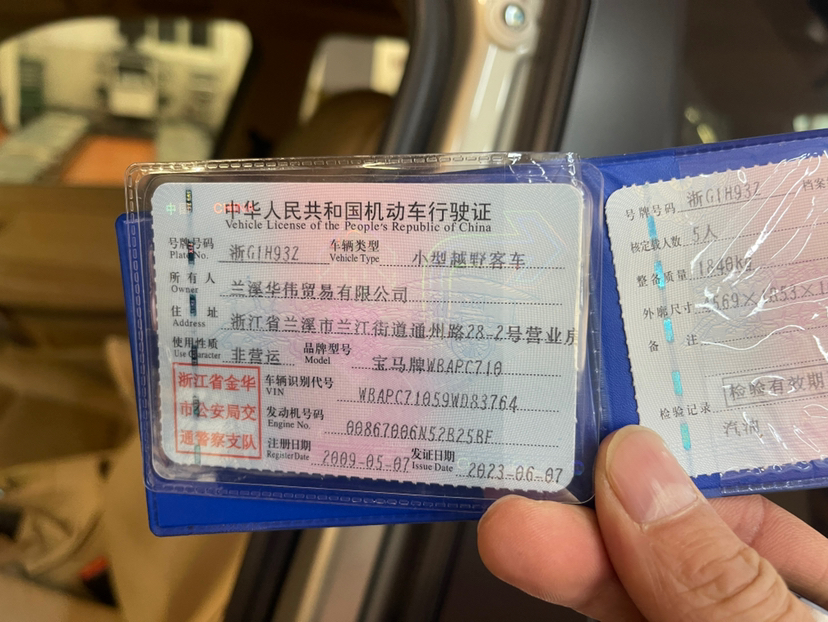 中华人民共和国机动车行驶证
Vehicle License of the People's Republic of China
号牌号码 浙G1H93Z 车辆类型 小型越野客车
Plate No. Vehicle Type
所有人 兰溪华伟贸易有限公司
Owner
住址 浙江省兰溪市兰江街道通州路28-2号营业房
Address
使用性质 非营运 品牌型号 宝马牌WBAPC710
Use Character Model
浙江省金华
市公安局交
通警察支队
车辆识别代号 WBAPC71059WD83764
VIN
发动机号码 00867006N52B25BF
Engine No.
注册日期 2009-05-07 发证日期 2023-06-07
Register Date Issue Date
号牌号码 浙G1H93Z 档案
核定载人数 5人
整备质量 1840kg
外廓尺寸 4569×1853×1
备注
检验有效期
检验记录
汽油